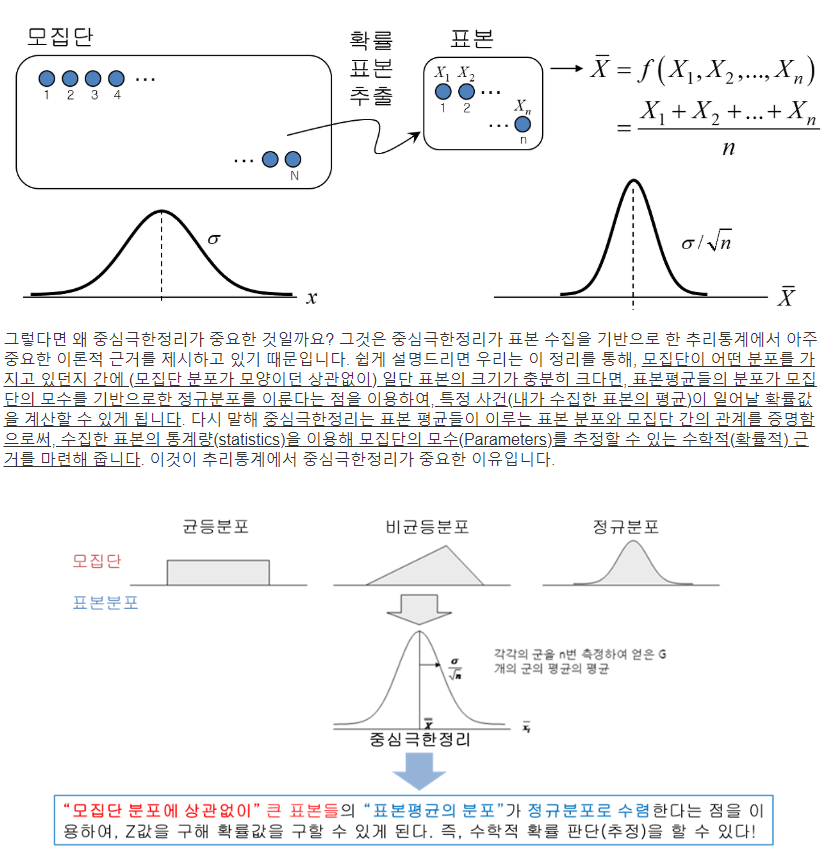 모집단
확률
표본
추출
표본
1 2 3 4 ...
... N
X₁ X₂ ...
1 2
... Xₙ
n
X̄ = f(X₁, X₂,..., Xₙ)
= (X₁ + X₂ + ... + Xₙ) / n
σ
x
σ/√n
X̄
그렇다면 왜 중심극한정리가 중요한 것일까요? 그것은 중심극한정리가 표본 수집을 기반으로 한 추리통계에서 아주
중요한 이론적 근거를 제시하고 있기 때문입니다. 쉽게 설명드리면 우리는 이 정리를 통해, 모집단이 어떤 분포를 가
지고 있던지 간에 (모집단 분포가 모양이던 상관없이) 일단 표본의 크기가 충분히 크다면, 표본평균들의 분포가 모집
단의 모수를 기반으로한 정규분포를 이룬다는 점을 이용하여, 특정 사건(내가 수집한 표본의 평균)이 일어날 확률값
을 계산할 수 있게 됩니다. 다시 말해 중심극한정리는 표본 평균들이 이루는 표본 분포와 모집단 간의 관계를 증명함
으로써, 수집한 표본의 통계량(statistics)을 이용해 모집단의 모수(Parameters)를 추정할 수 있는 수학적(확률적) 근
거를 마련해 줍니다. 이것이 추리통계에서 중심극한정리가 중요한 이유입니다.
균등분포 비균등분포 정규분포
모집단
표본분포
각각의 군을 n번 측정하여 얻은 G
개의 군의 평균의 평균
σ/√n
X̿
x̄ᵢ
중심극한정리
“모집단 분포에 상관없이” 큰 표본들의 “표본평균의 분포”가 정규분포로 수렴한다는 점을 이
용하여, Z값을 구해 확률값을 구할 수 있게 된다. 즉, 수학적 확률 판단(추정)을 할 수 있다!